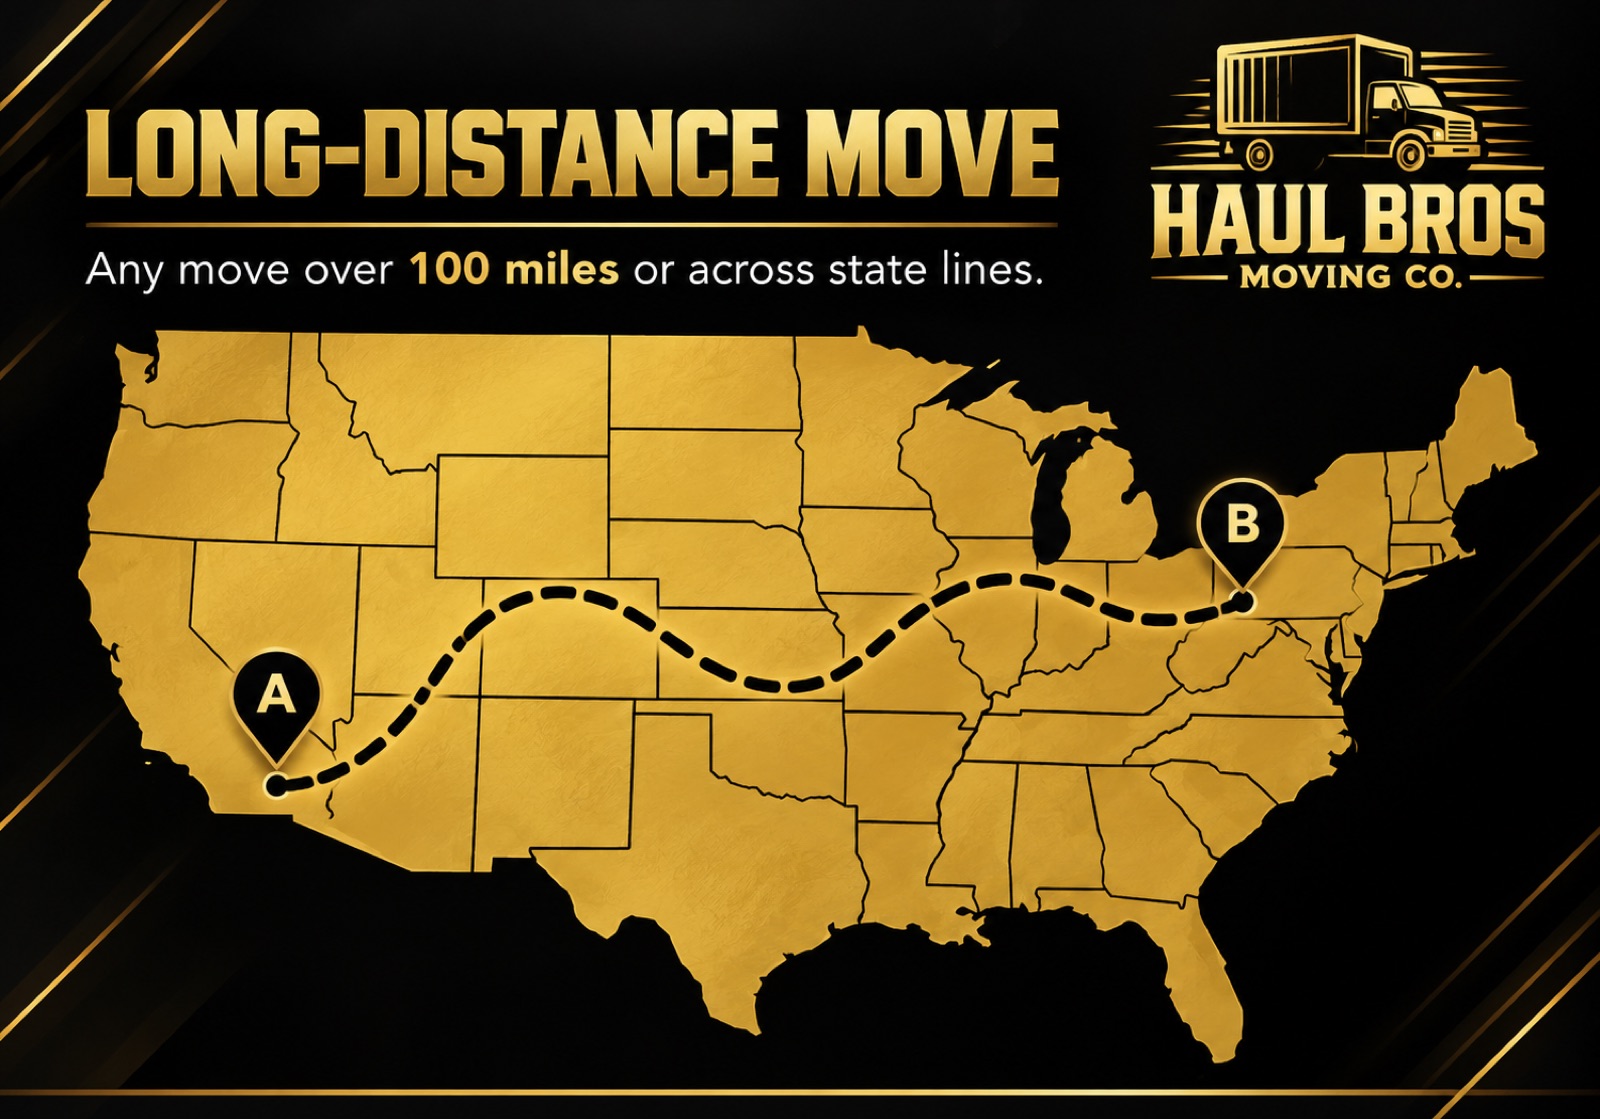 LONG-DISTANCE MOVE
Any move over 100 miles or across state lines.
HAUL BROS
MOVING CO.
A
B